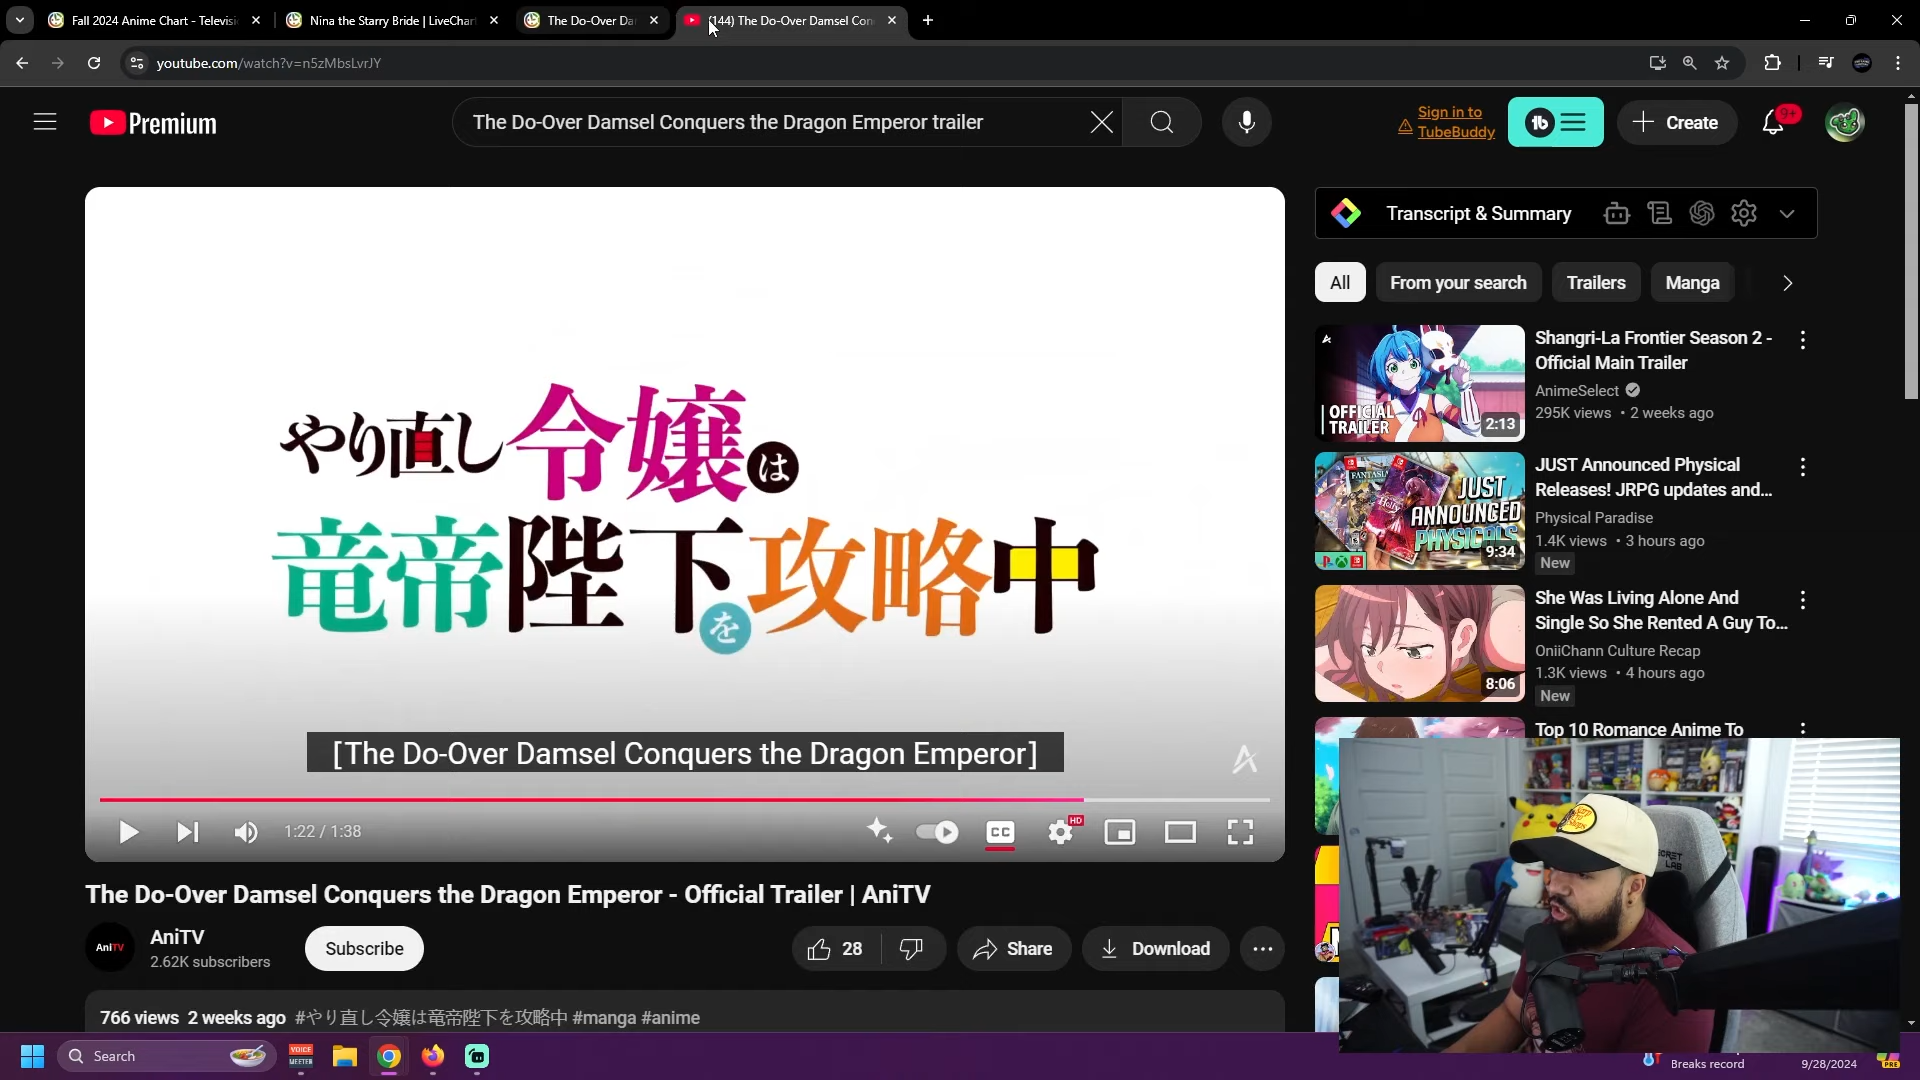 Fall 2024 Anime Chart - Televisi
Nina the Starry Bride | LiveChar
The Do-Over Da
(144) The Do-Over Damsel Con
youtube.com/watch?v=n5zMbsLvrJY
Premium
The Do-Over Damsel Conquers the Dragon Emperor trailer
Sign in to
TubeBuddy
Create
9+
やり直し令嬢は
竜帝陛下を攻略中
[The Do-Over Damsel Conquers the Dragon Emperor]
1:22 / 1:38
CC
HD
The Do-Over Damsel Conquers the Dragon Emperor - Official Trailer | AniTV
AniTV
AniTV
2.62K subscribers
Subscribe
28
Share
Download
766 views 2 weeks ago #やり直し令嬢は竜帝陛下を攻略中 #manga #anime
Transcript & Summary
All
From your search
Trailers
Manga
OFFICIAL
TRAILER
2:13
Shangri-La Frontier Season 2 -
Official Main Trailer
AnimeSelect
295K views • 2 weeks ago
JUST
ANNOUNCED
PHYSICALS
9:34
JUST Announced Physical
Releases! JRPG updates and...
Physical Paradise
1.4K views • 3 hours ago
New
8:06
She Was Living Alone And
Single So She Rented A Guy To...
OniiChann Culture Recap
1.3K views • 4 hours ago
New
Top 10 Romance Anime To
Search
VOICE
MEETER
Breaks record
9/28/2024
PRE